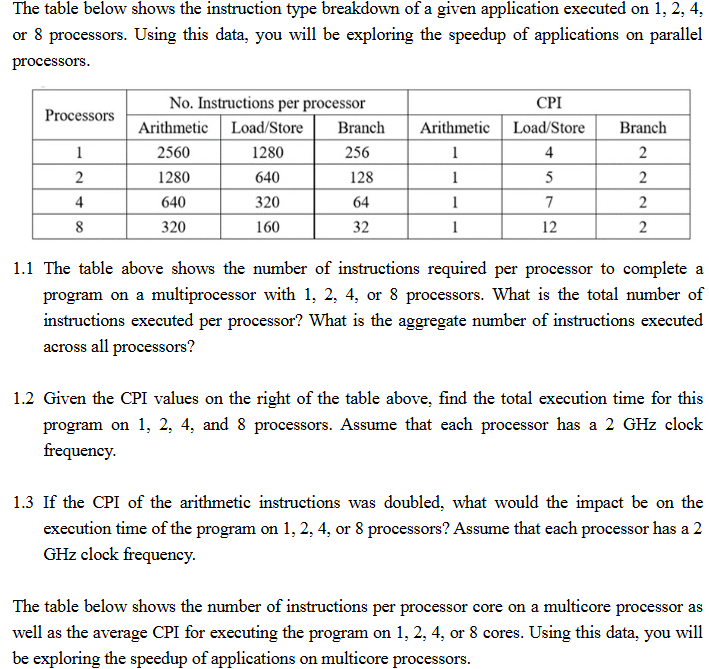 The table below shows the instruction type breakdown of a given application executed on 1, 2, 4,
or 8 processors. Using this data, you will be exploring the speedup of applications on parallel
processors.
Processors No. Instructions per processor CPI
Arithmetic Load/Store Branch Arithmetic Load/Store Branch
1 2560 1280 256 1 4 2
2 1280 640 128 1 5 2
4 640 320 64 1 7 2
8 320 160 32 1 12 2
1.1 The table above shows the number of instructions required per processor to complete a
program on a multiprocessor with 1, 2, 4, or 8 processors. What is the total number of
instructions executed per processor? What is the aggregate number of instructions executed
across all processors?
1.2 Given the CPI values on the right of the table above, find the total execution time for this
program on 1, 2, 4, and 8 processors. Assume that each processor has a 2 GHz clock
frequency.
1.3 If the CPI of the arithmetic instructions was doubled, what would the impact be on the
execution time of the program on 1, 2, 4, or 8 processors? Assume that each processor has a 2
GHz clock frequency.
The table below shows the number of instructions per processor core on a multicore processor as
well as the average CPI for executing the program on 1, 2, 4, or 8 cores. Using this data, you will
be exploring the speedup of applications on multicore processors.